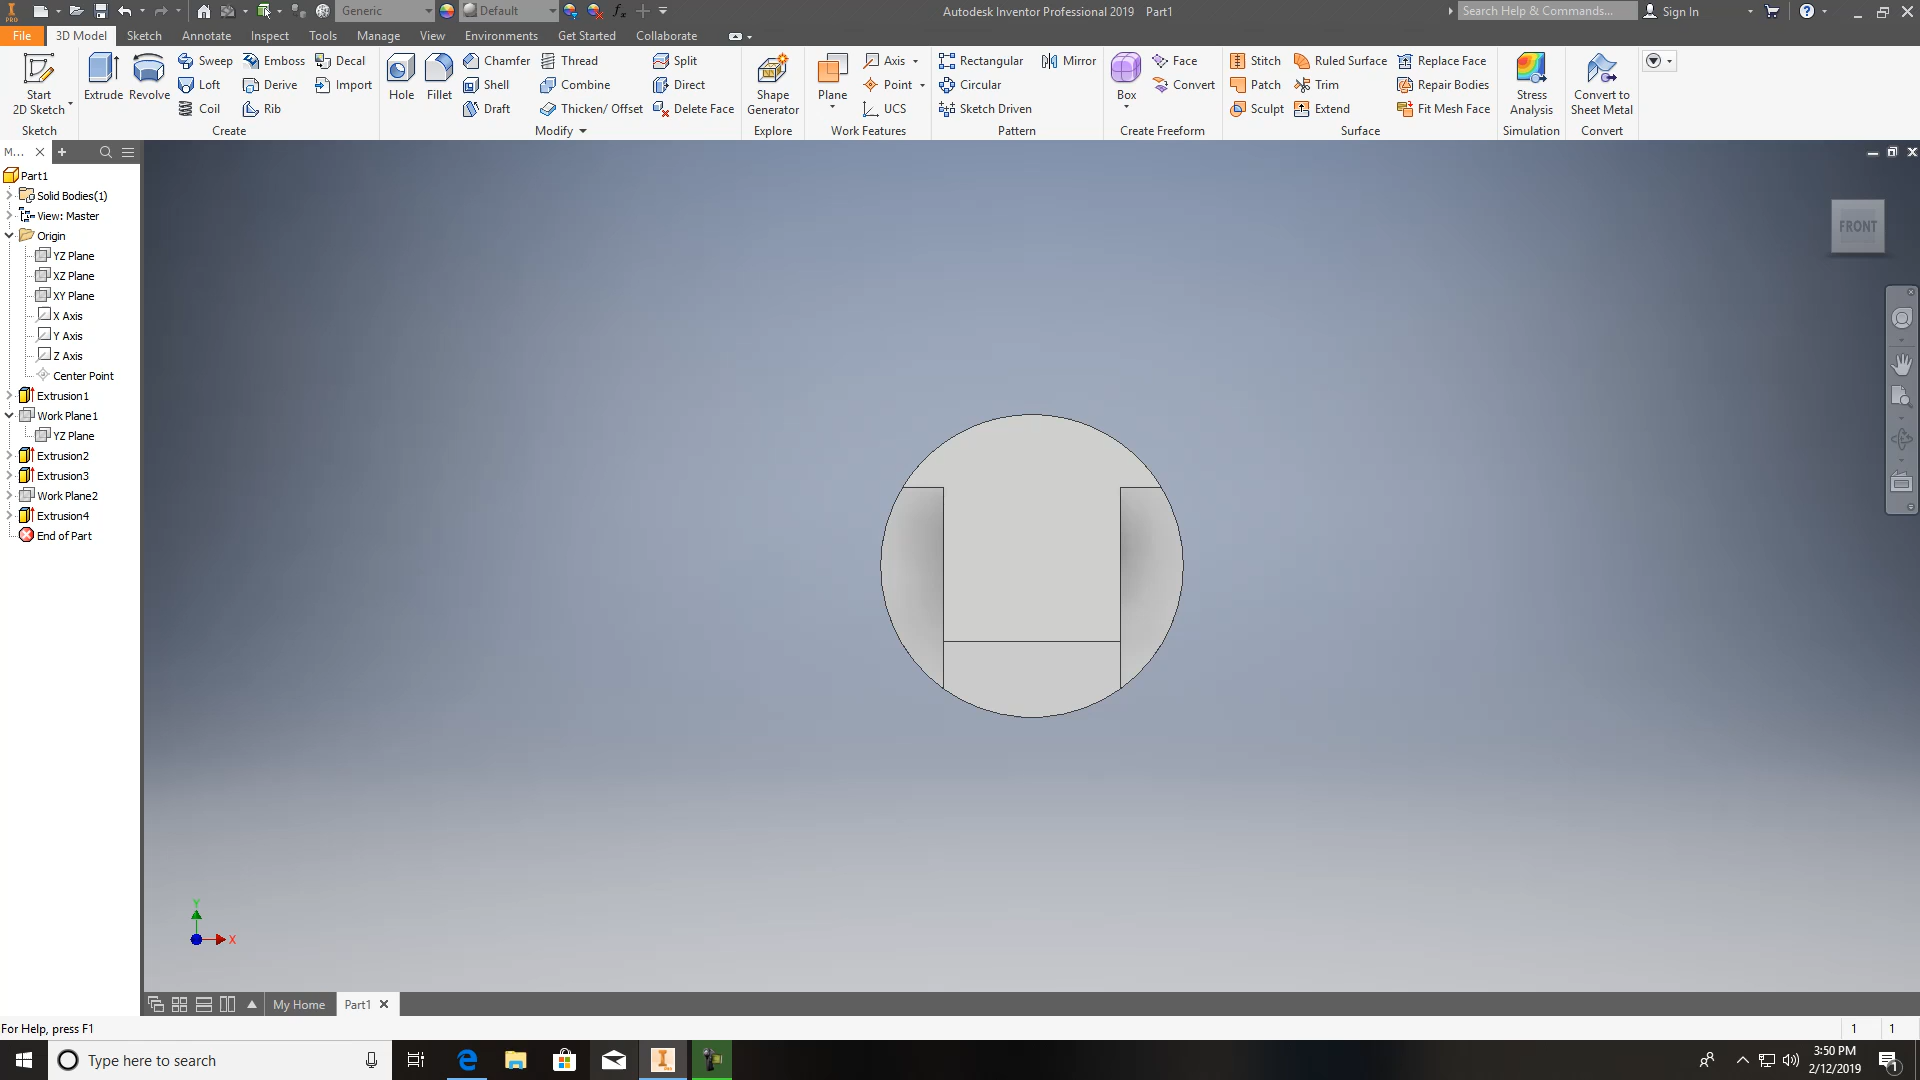 PRO
Generic
Default
fx
Autodesk Inventor Professional 2019 Part1
Search Help & Commands...
Sign In
File
3D Model
Sketch
Annotate
Inspect
Tools
Manage
View
Environments
Get Started
Collaborate
Start
2D Sketch
Sketch
Extrude
Revolve
Sweep
Loft
Coil
Emboss
Derive
Rib
Decal
Import
Create
Hole
Fillet
Chamfer
Shell
Draft
Thread
Combine
Thicken/ Offset
Split
Direct
Delete Face
Modify
Shape
Generator
Explore
Plane
Axis
Point
UCS
Work Features
Rectangular
Circular
Sketch Driven
Mirror
Pattern
Box
Face
Convert
Create Freeform
Stitch
Patch
Sculpt
Ruled Surface
Trim
Extend
Replace Face
Repair Bodies
Fit Mesh Face
Surface
Stress
Analysis
Simulation
Convert to
Sheet Metal
Convert
M...
Part1
Solid Bodies(1)
View: Master
Origin
YZ Plane
XZ Plane
XY Plane
X Axis
Y Axis
Z Axis
Center Point
Extrusion1
Work Plane1
YZ Plane
Extrusion2
Extrusion3
Work Plane2
Extrusion4
End of Part
FRONT
Y
X
My Home
Part1
For Help, press F1
1
1
Type here to search
3:50 PM
2/12/2019
1